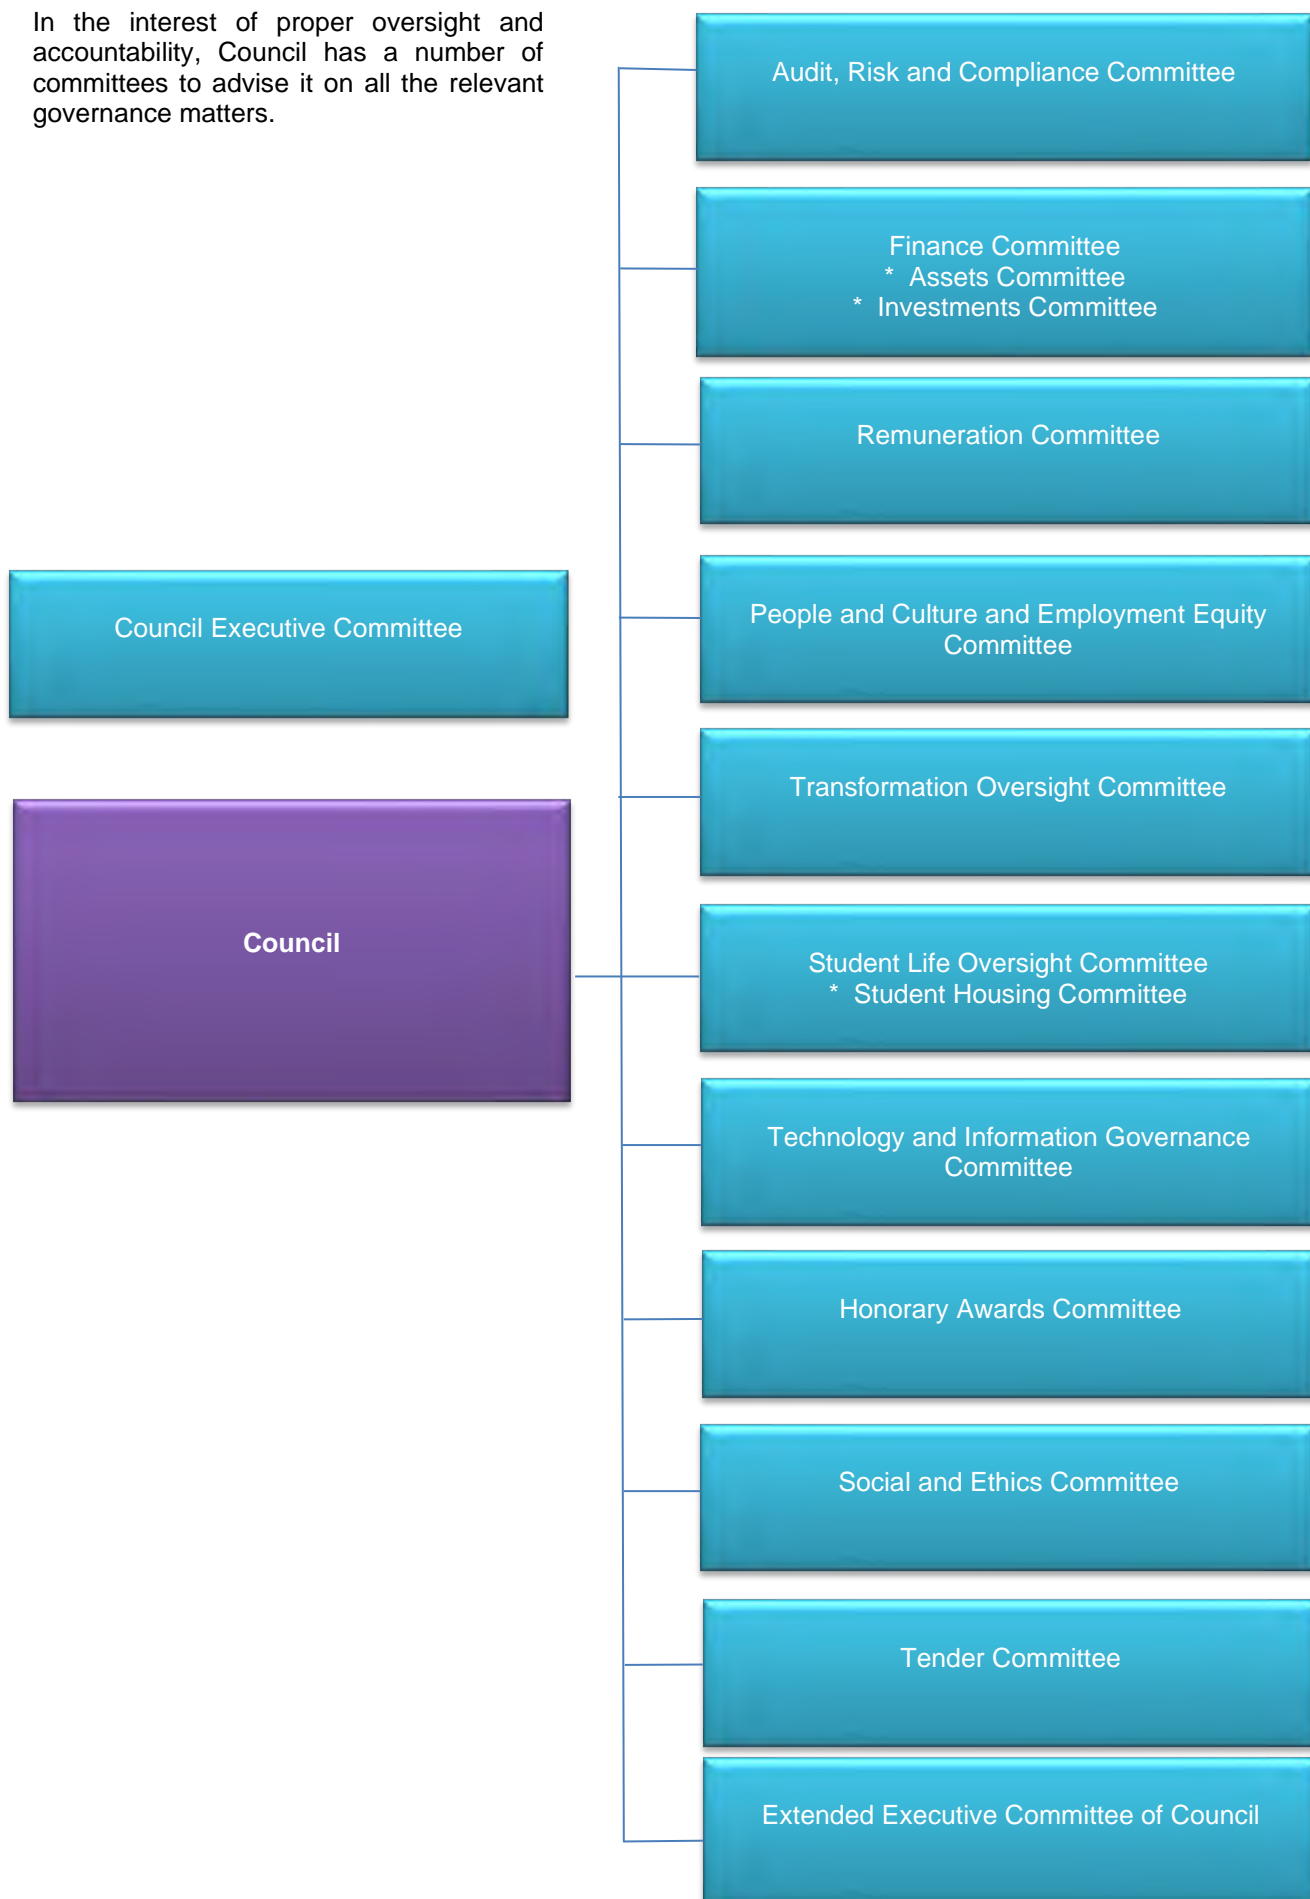 In the interest of proper oversight and
accountability, Council has a number of
committees to advise it on all the relevant
governance matters.
Audit, Risk and Compliance Committee
Finance Committee
* Assets Committee
* Investments Committee
Remuneration Committee
Council Executive Committee
People and Culture and Employment Equity
Committee
Transformation Oversight Committee
Council
Student Life Oversight Committee
* Student Housing Committee
Technology and Information Governance
Committee
Honorary Awards Committee
Social and Ethics Committee
Tender Committee
Extended Executive Committee of Council